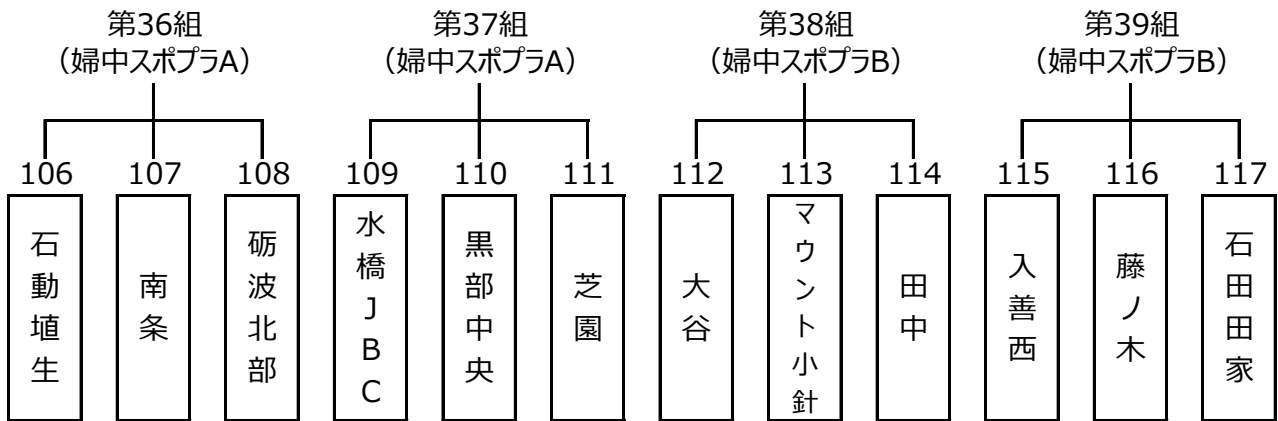 第36組
(婦中スポプラA)
第37組
(婦中スポプラA)
第38組
(婦中スポプラB)
第39組
(婦中スポプラB)
106
107
108
109
110
111
112
113
114
115
116
117
石動埴生
南条
砺波北部
水橋JBC
黒部中央
芝園
大谷
マウント小針
田中
入善西
藤ノ木
石田田家